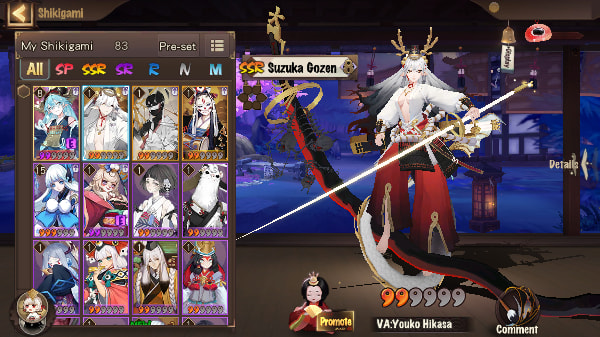 Shikigami
My Shikigami 83 Pre-set
All SP SSR SR R N M
SSR Suzuka Gozen
Details
Promote
VA:Youko Hikasa
Comment